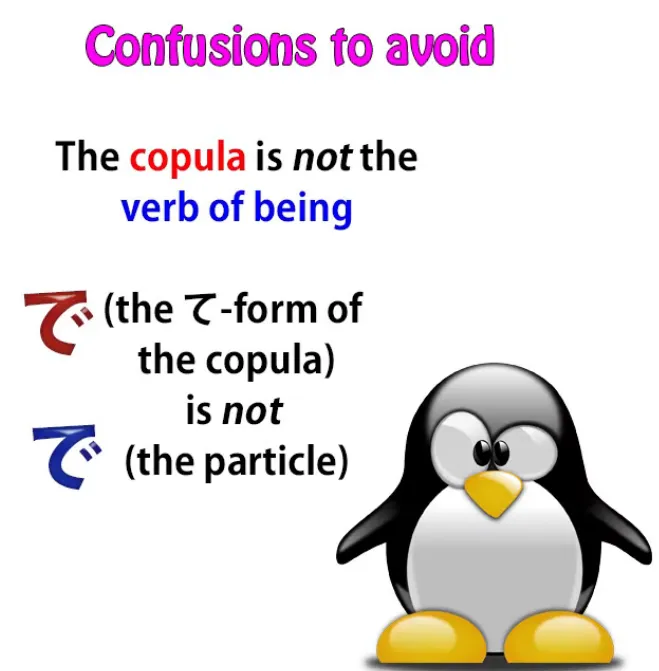 Confusions to avoid
The copula is not the
verb of being
で (the て-form of
the copula)
is not
で (the particle)